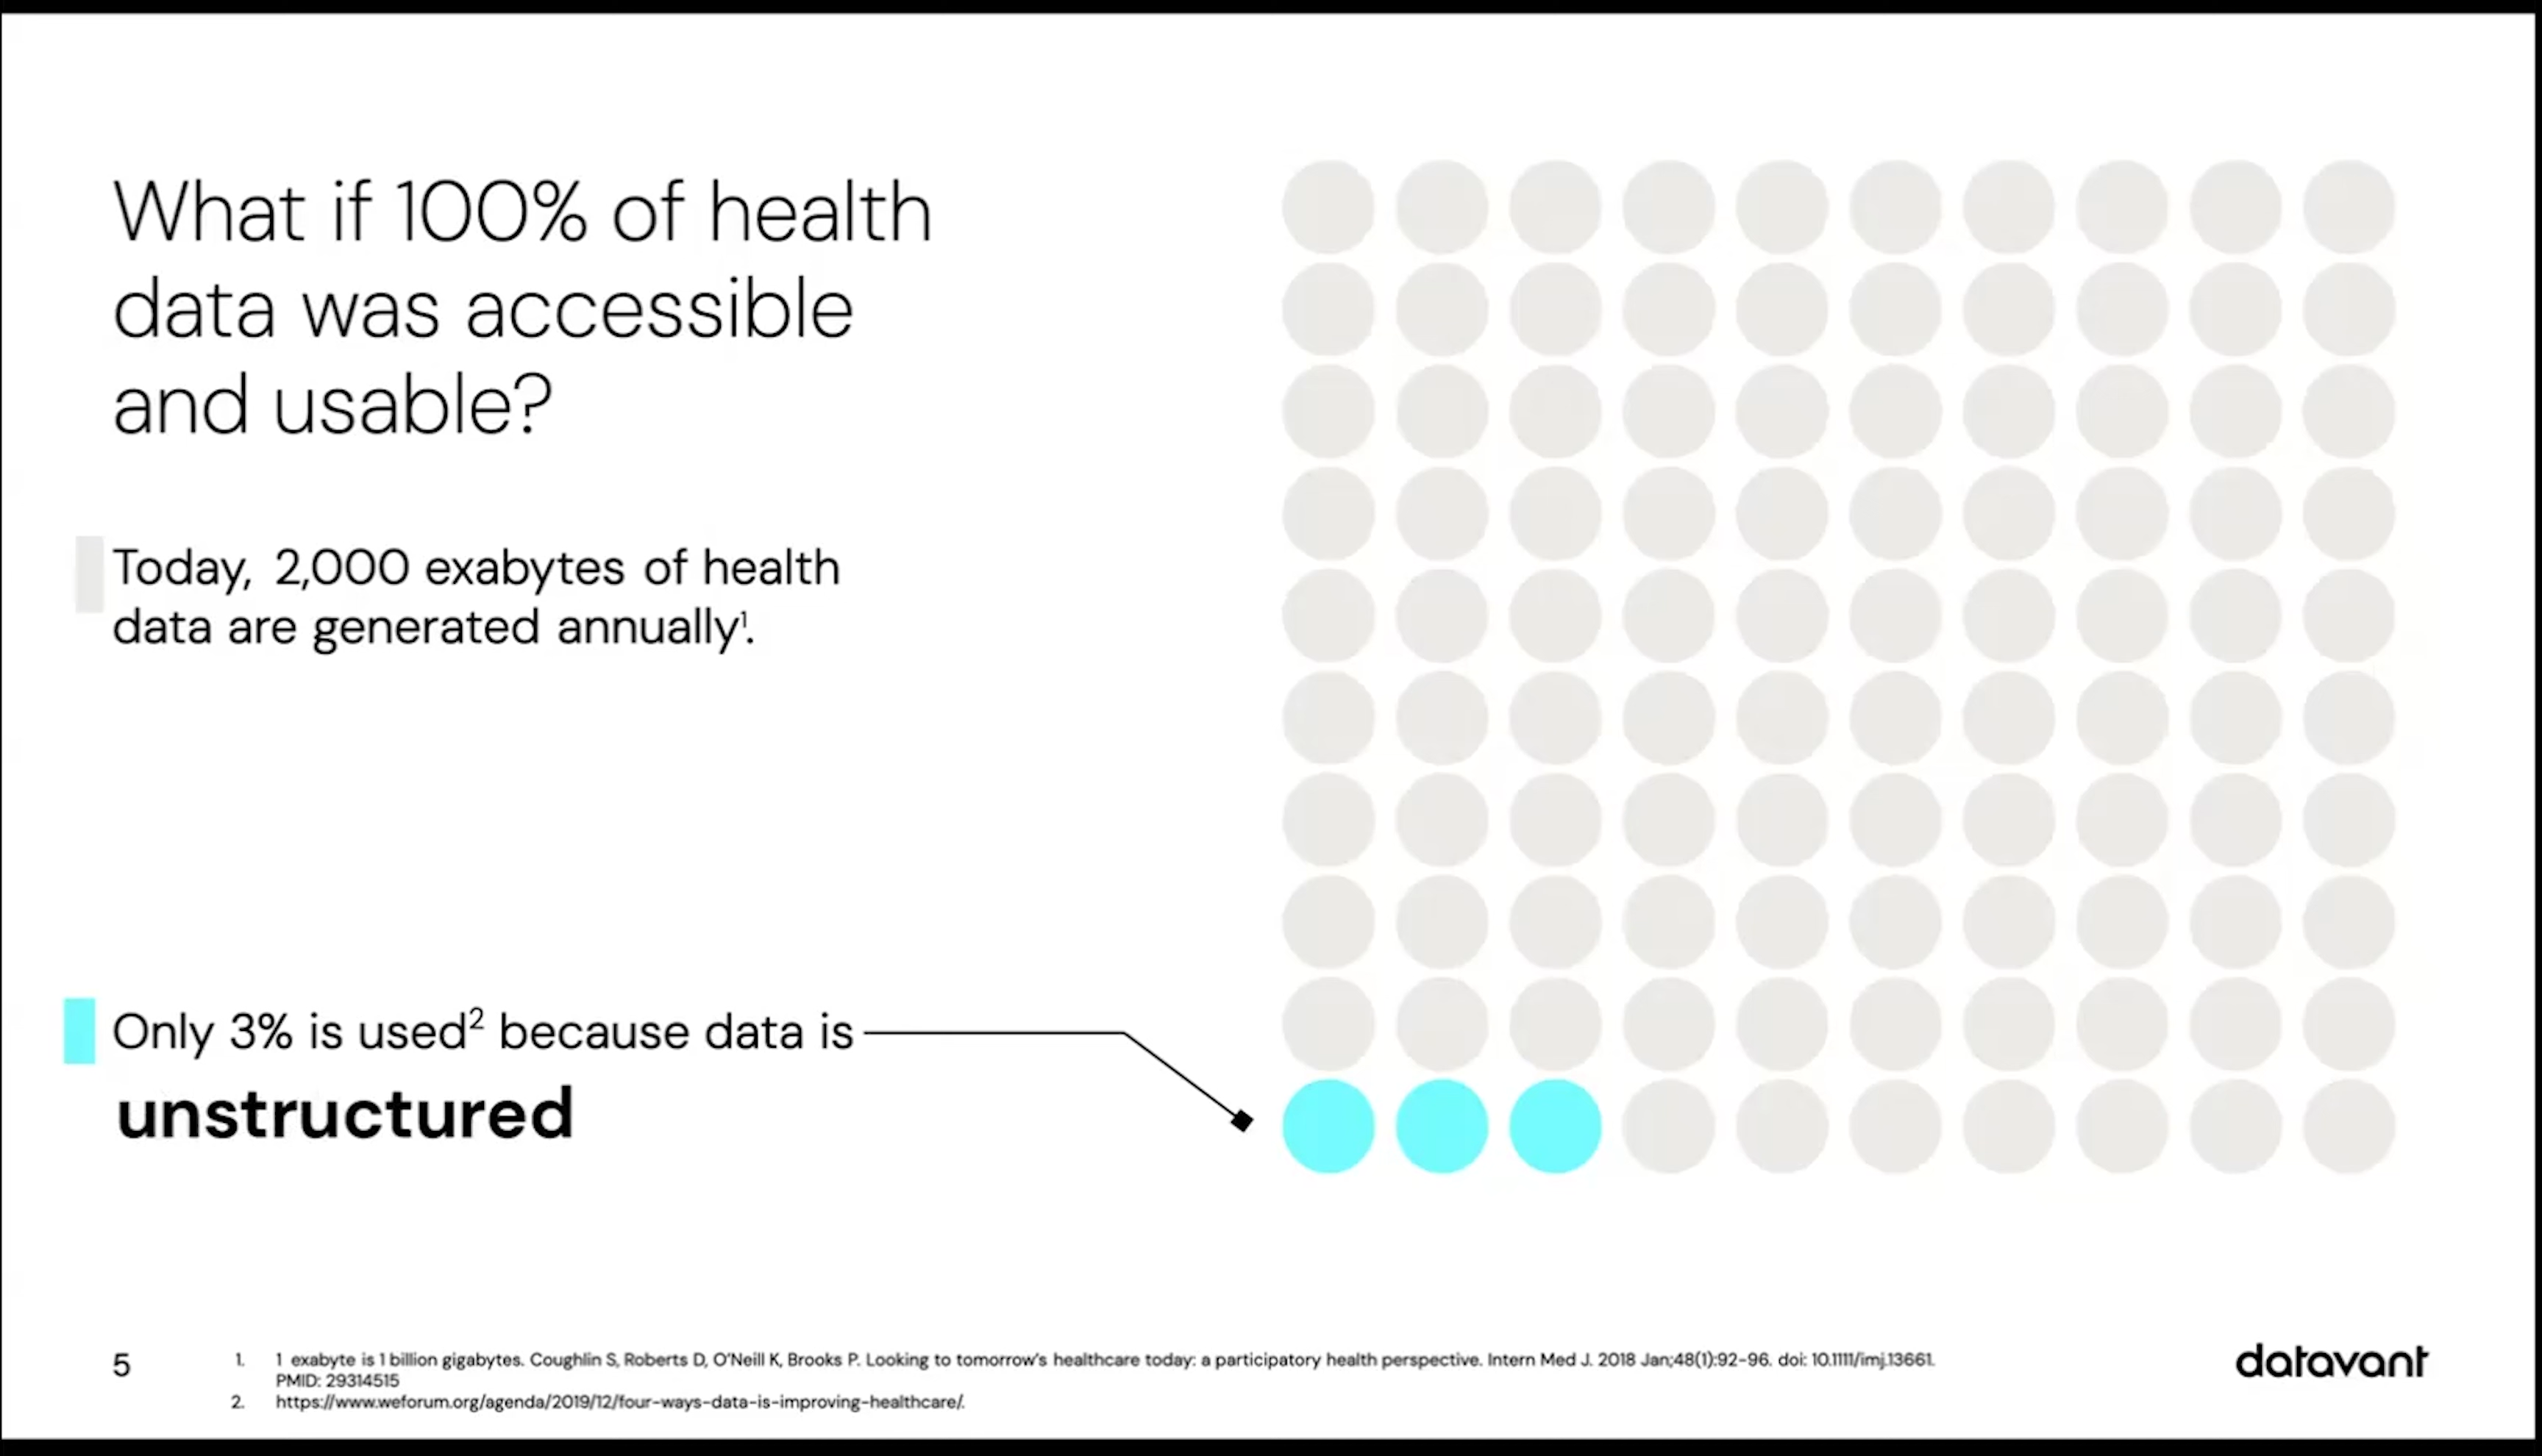 What if 100% of health
data was accessible
and usable?
Today, 2,000 exabytes of health
data are generated annually¹.
Only 3% is used² because data is
unstructured
5
1. 1 exabyte is 1 billion gigabytes. Coughlin S, Roberts D, O'Neill K, Brooks P. Looking to tomorrow's healthcare today: a participatory health perspective. Intern Med J. 2018 Jan;48(1):92-96. doi: 10.1111/imj.13661.
PMID: 29314515
2. https://www.weforum.org/agenda/2019/12/four-ways-data-is-improving-healthcare/.
datavant